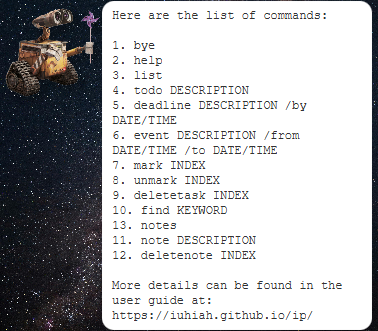 Here are the list of commands:
1. bye
2. help
3. list
4. todo DESCRIPTION
5. deadline DESCRIPTION /by
DATE/TIME
6. event DESCRIPTION /from
DATE/TIME /to DATE/TIME
7. mark INDEX
8. unmark INDEX
9. deletetask INDEX
10. find KEYWORD
13. notes
11. note DESCRIPTION
12. deletenote INDEX
More details can be found in the
user guide at:
https://iuhiah.github.io/ip/